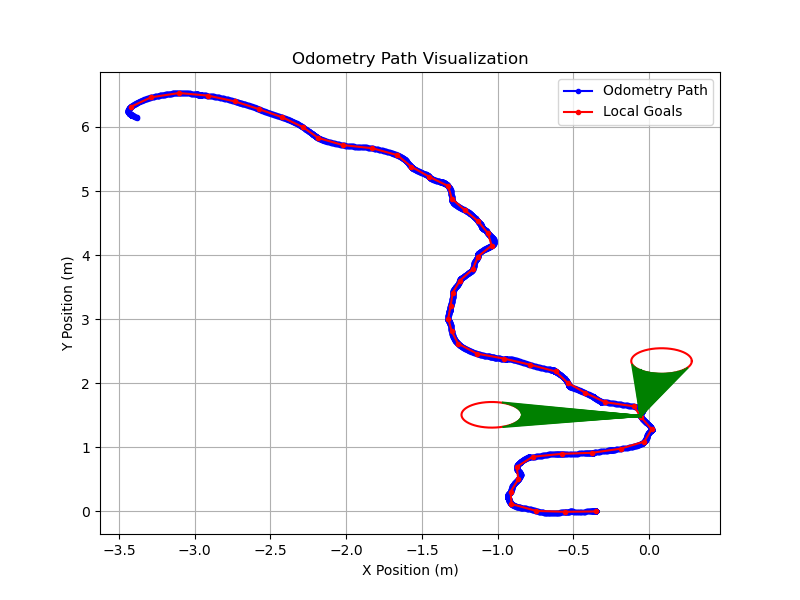 Odometry Path Visualization
Odometry Path
Local Goals
Y Position (m)
6
5
4
3
2
1
0
−3.5 −3.0 −2.5 −2.0 −1.5 −1.0 −0.5 0.0
X Position (m)